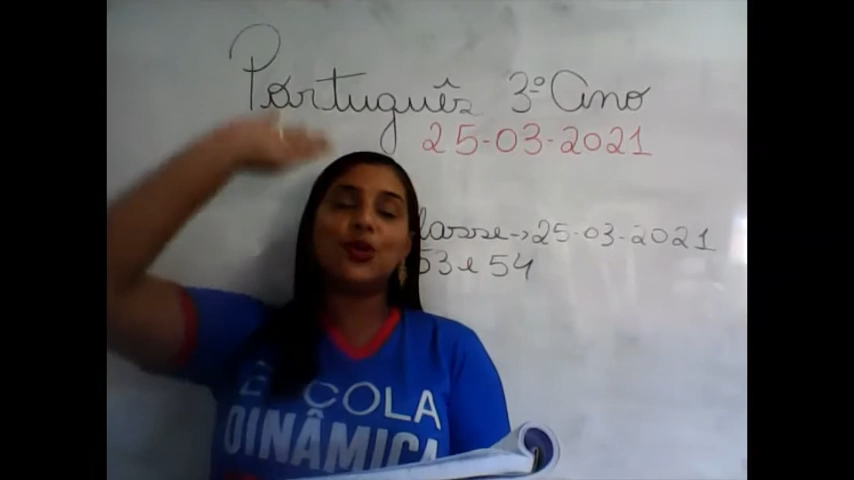 Português 3º Ano
25-03-2021
lasse→25-03-2021
53 e 54
ESCOLA
DINÂMICA